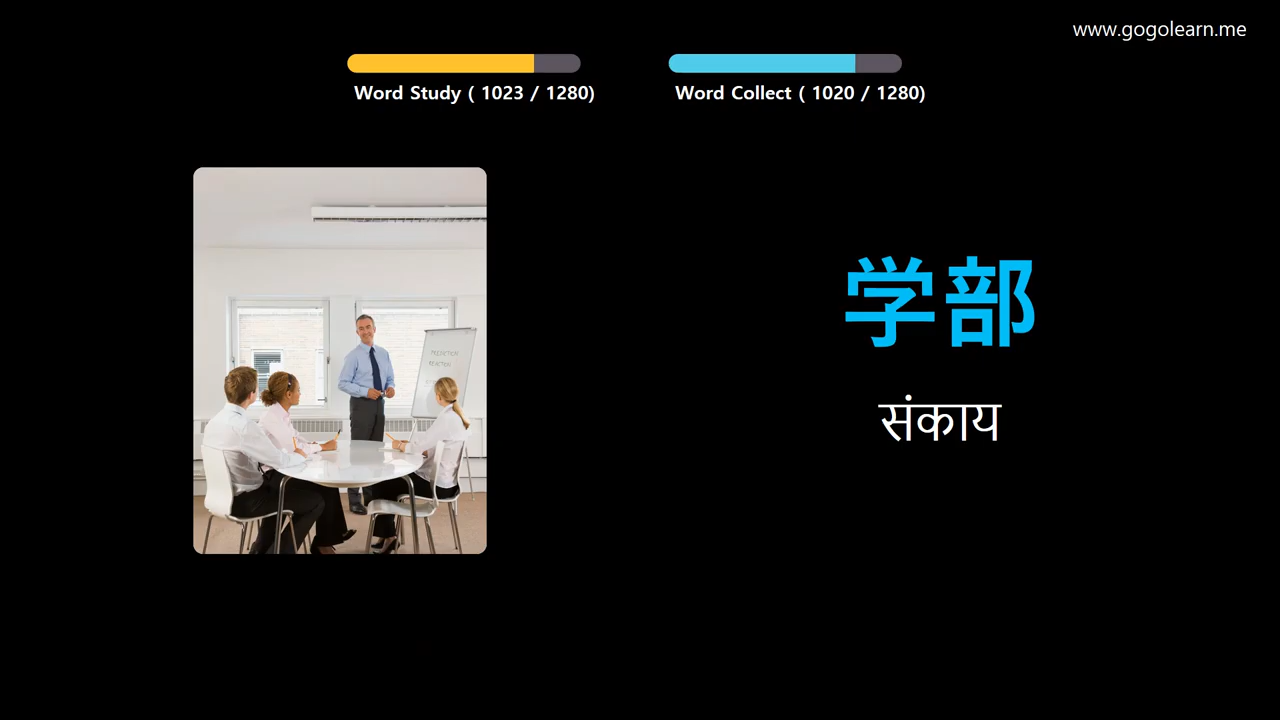 www.gogolearn.me
Word Study ( 1023 / 1280)
Word Collect ( 1020 / 1280)
学部
संकाय